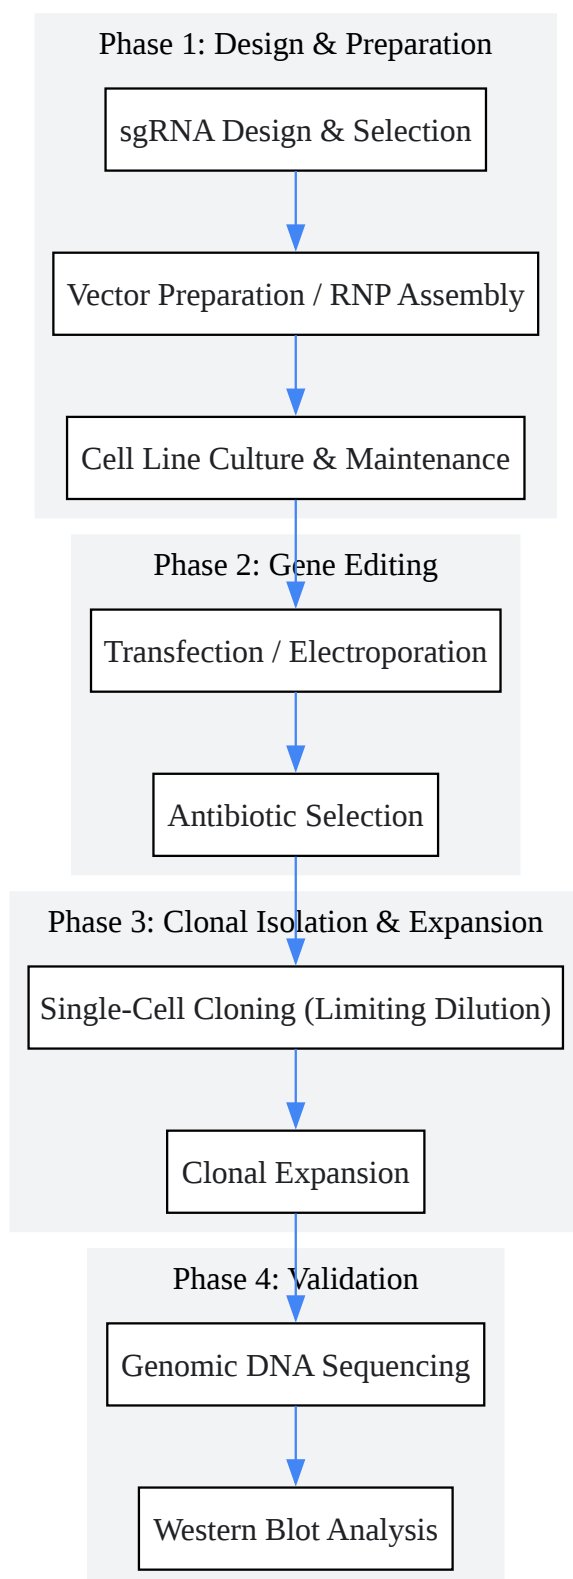 Phase 1: Design & Preparation
sgRNA Design & Selection
Vector Preparation / RNP Assembly
Cell Line Culture & Maintenance
Phase 2: Gene Editing
Transfection / Electroporation
Antibiotic Selection
Phase 3: Clonal Isolation & Expansion
Single-Cell Cloning (Limiting Dilution)
Clonal Expansion
Phase 4: Validation
Genomic DNA Sequencing
Western Blot Analysis